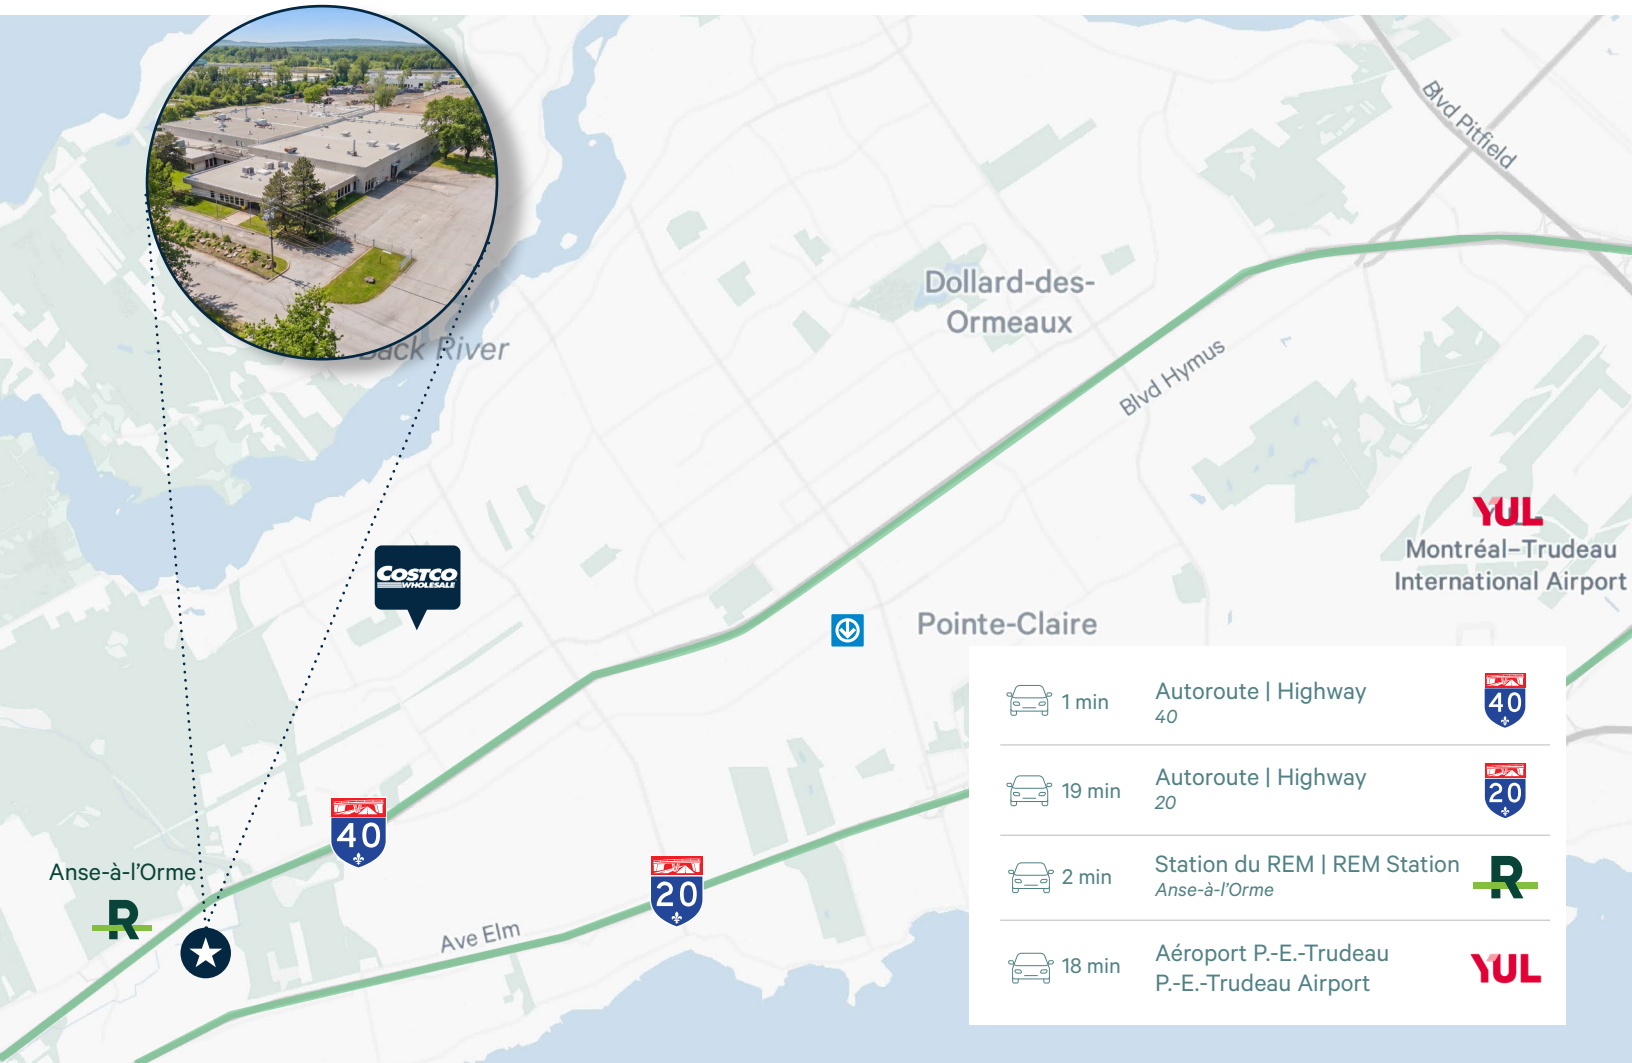 Blvd Pitfield
Dollard-des-
Ormeaux
Back River
Blvd Hymus
YUL
Montréal–Trudeau
International Airport
COSTCO
WHOLESALE
Pointe-Claire
1 min
Autoroute | Highway
40
40
19 min
Autoroute | Highway
20
20
2 min
Station du REM | REM Station
Anse-à-l'Orme
R
18 min
Aéroport P.-E.-Trudeau
P.-E.-Trudeau Airport
YUL
40
20
Anse-à-l'Orme
R
Ave Elm